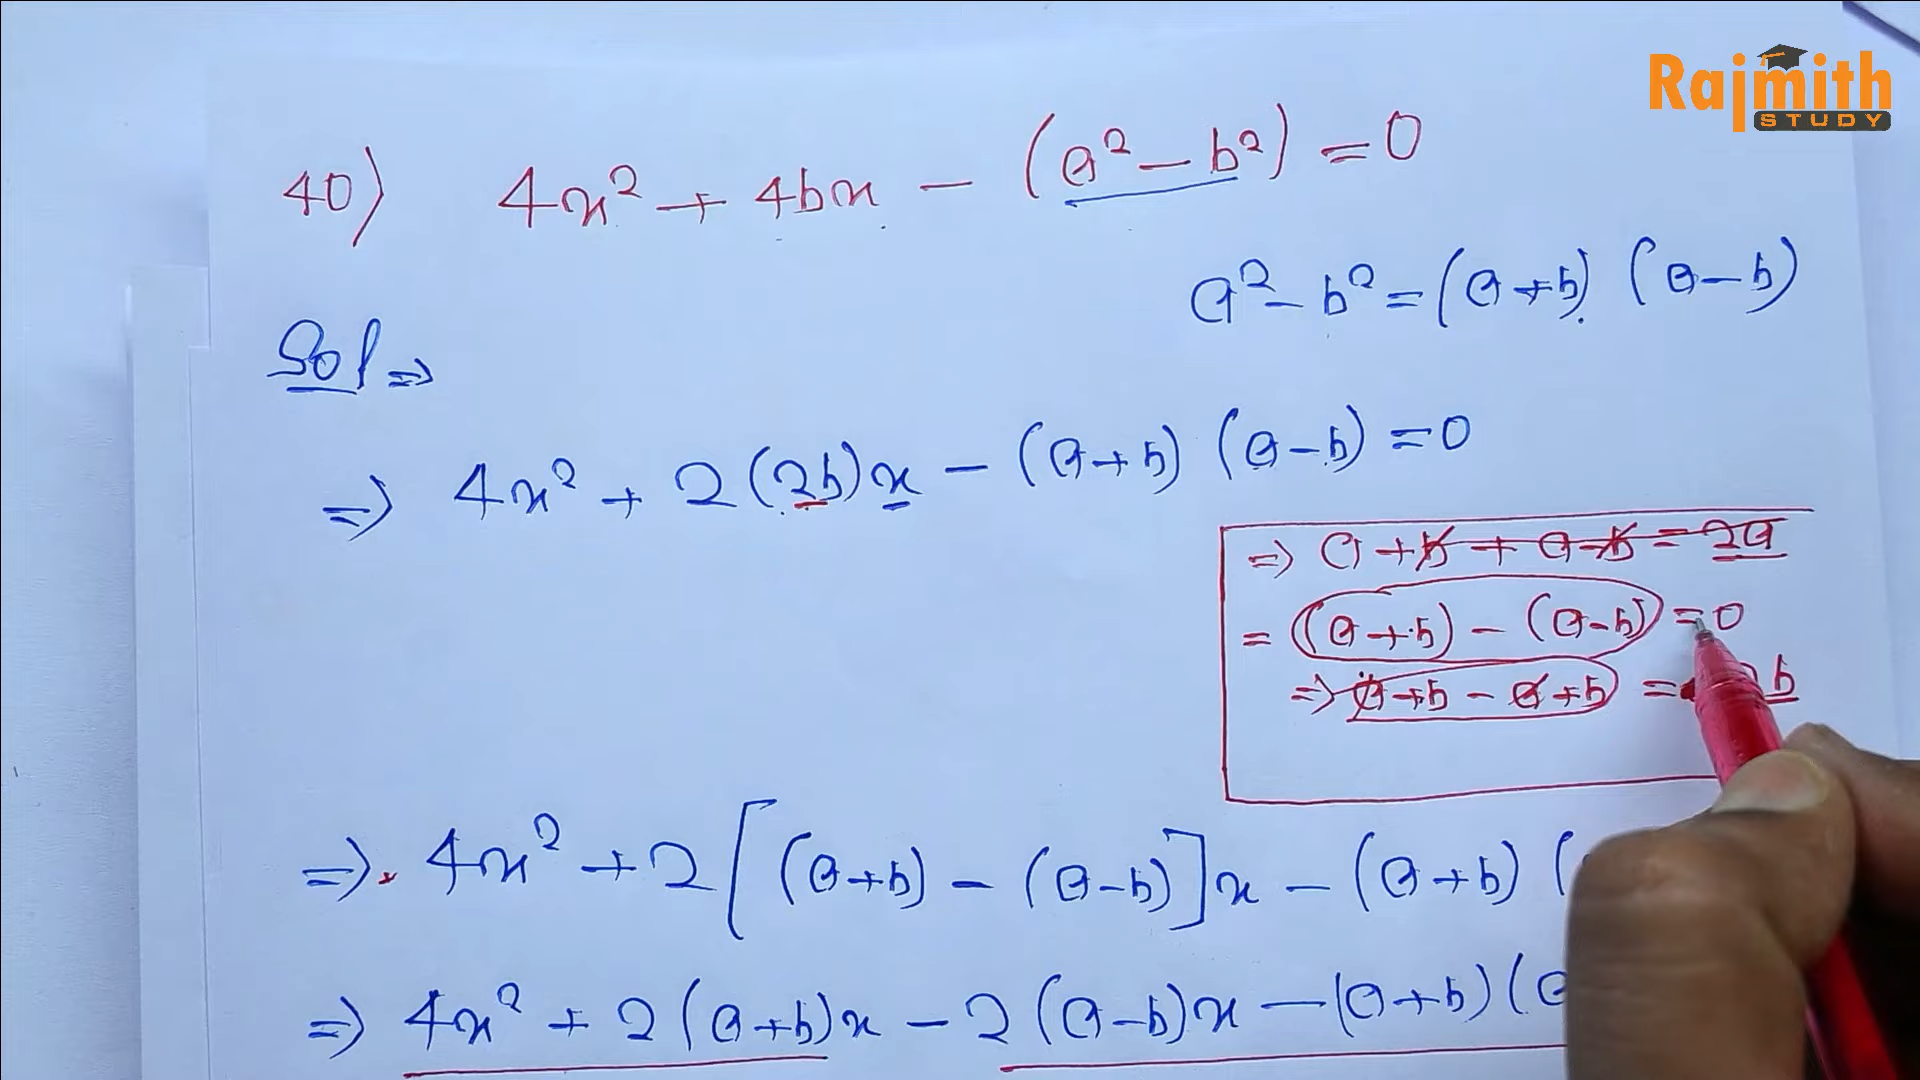 Rajmith
STUDY
40) 4x² + 4bx - (a² - b²) = 0
a² - b² = (a+b) (a-b)
Sol ⇒
⇒ 4x² + 2(2b)x - (a+b) (a-b) = 0
⇒ a + b + a - b = 2a
= (a+b) - (a-b) = 0
⇒ a+b - a+b = b
⇒ 4x² + 2[(a+b) - (a-b)]x - (a+b) (
⇒ 4x² + 2(a+b)x - 2(a-b)x - (a+b)(a